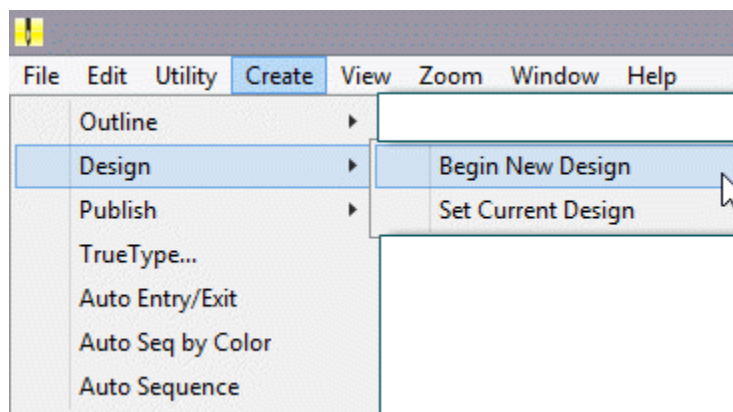 File Edit Utility Create View Zoom Window Help
Outline
Design
Begin New Design
Publish
Set Current Design
TrueType...
Auto Entry/Exit
Auto Seq by Color
Auto Sequence